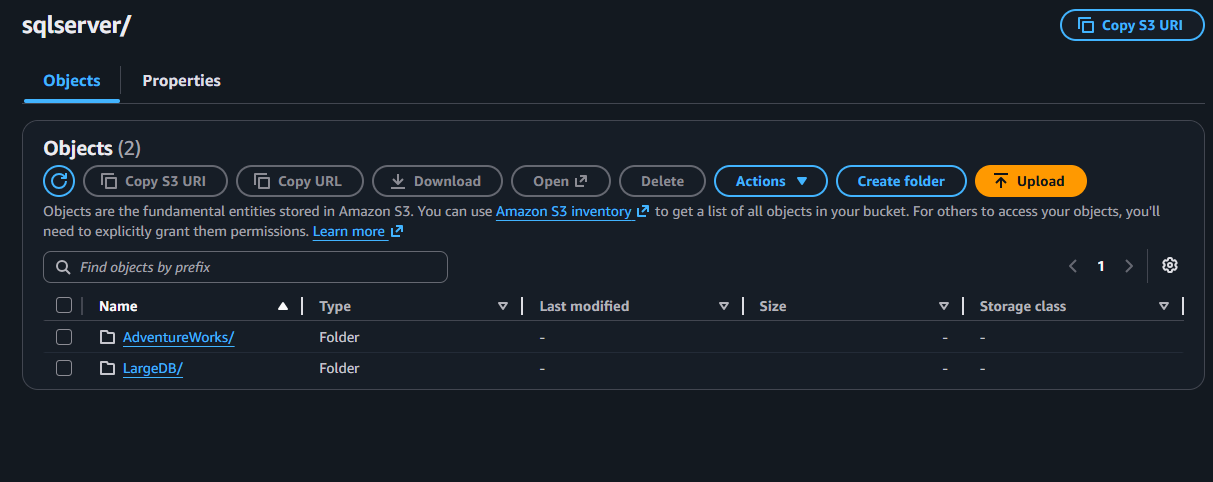 sqlserver/
Copy S3 URI
Objects
Properties
Objects (2)
Copy S3 URI
Copy URL
Download
Open
Delete
Actions
Create folder
Upload
Objects are the fundamental entities stored in Amazon S3. You can use Amazon S3 inventory to get a list of all objects in your bucket. For others to access your objects, you'll
need to explicitly grant them permissions. Learn more
Find objects by prefix
1
Name Type Last modified Size Storage class
AdventureWorks/ Folder - - -
LargeDB/ Folder - - -